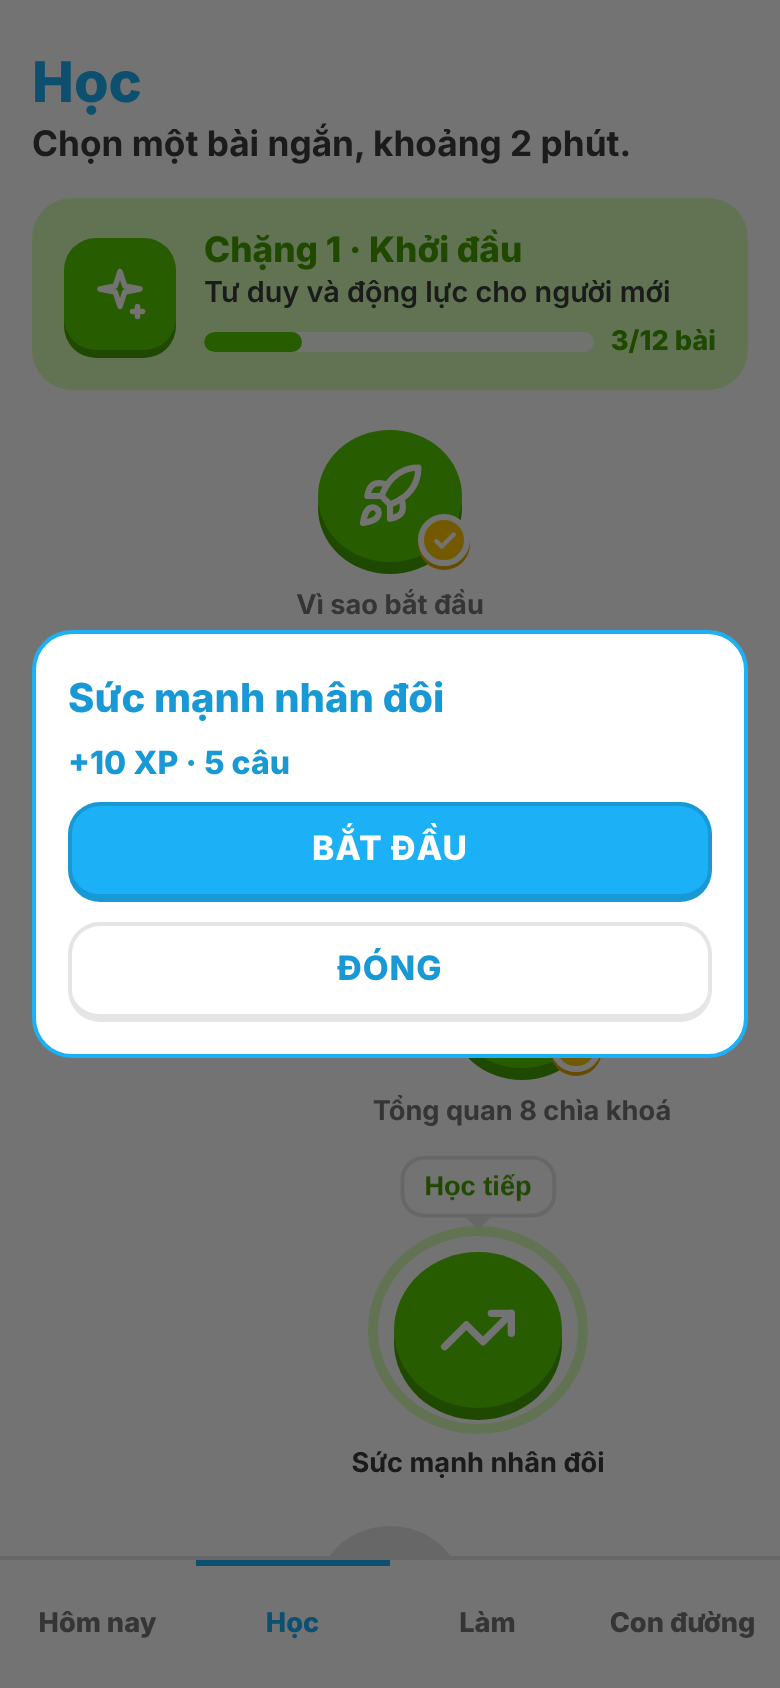 Học
Chọn một bài ngắn, khoảng 2 phút.
Chặng 1 · Khởi đầu
Tư duy và động lực cho người mới
3/12 bài
Vì sao bắt đầu
Sức mạnh nhân đôi
+10 XP · 5 câu
BẮT ĐẦU
ĐÓNG
Tổng quan 8 chìa khoá
Học tiếp
Sức mạnh nhân đôi
Hôm nay
Học
Làm
Con đường